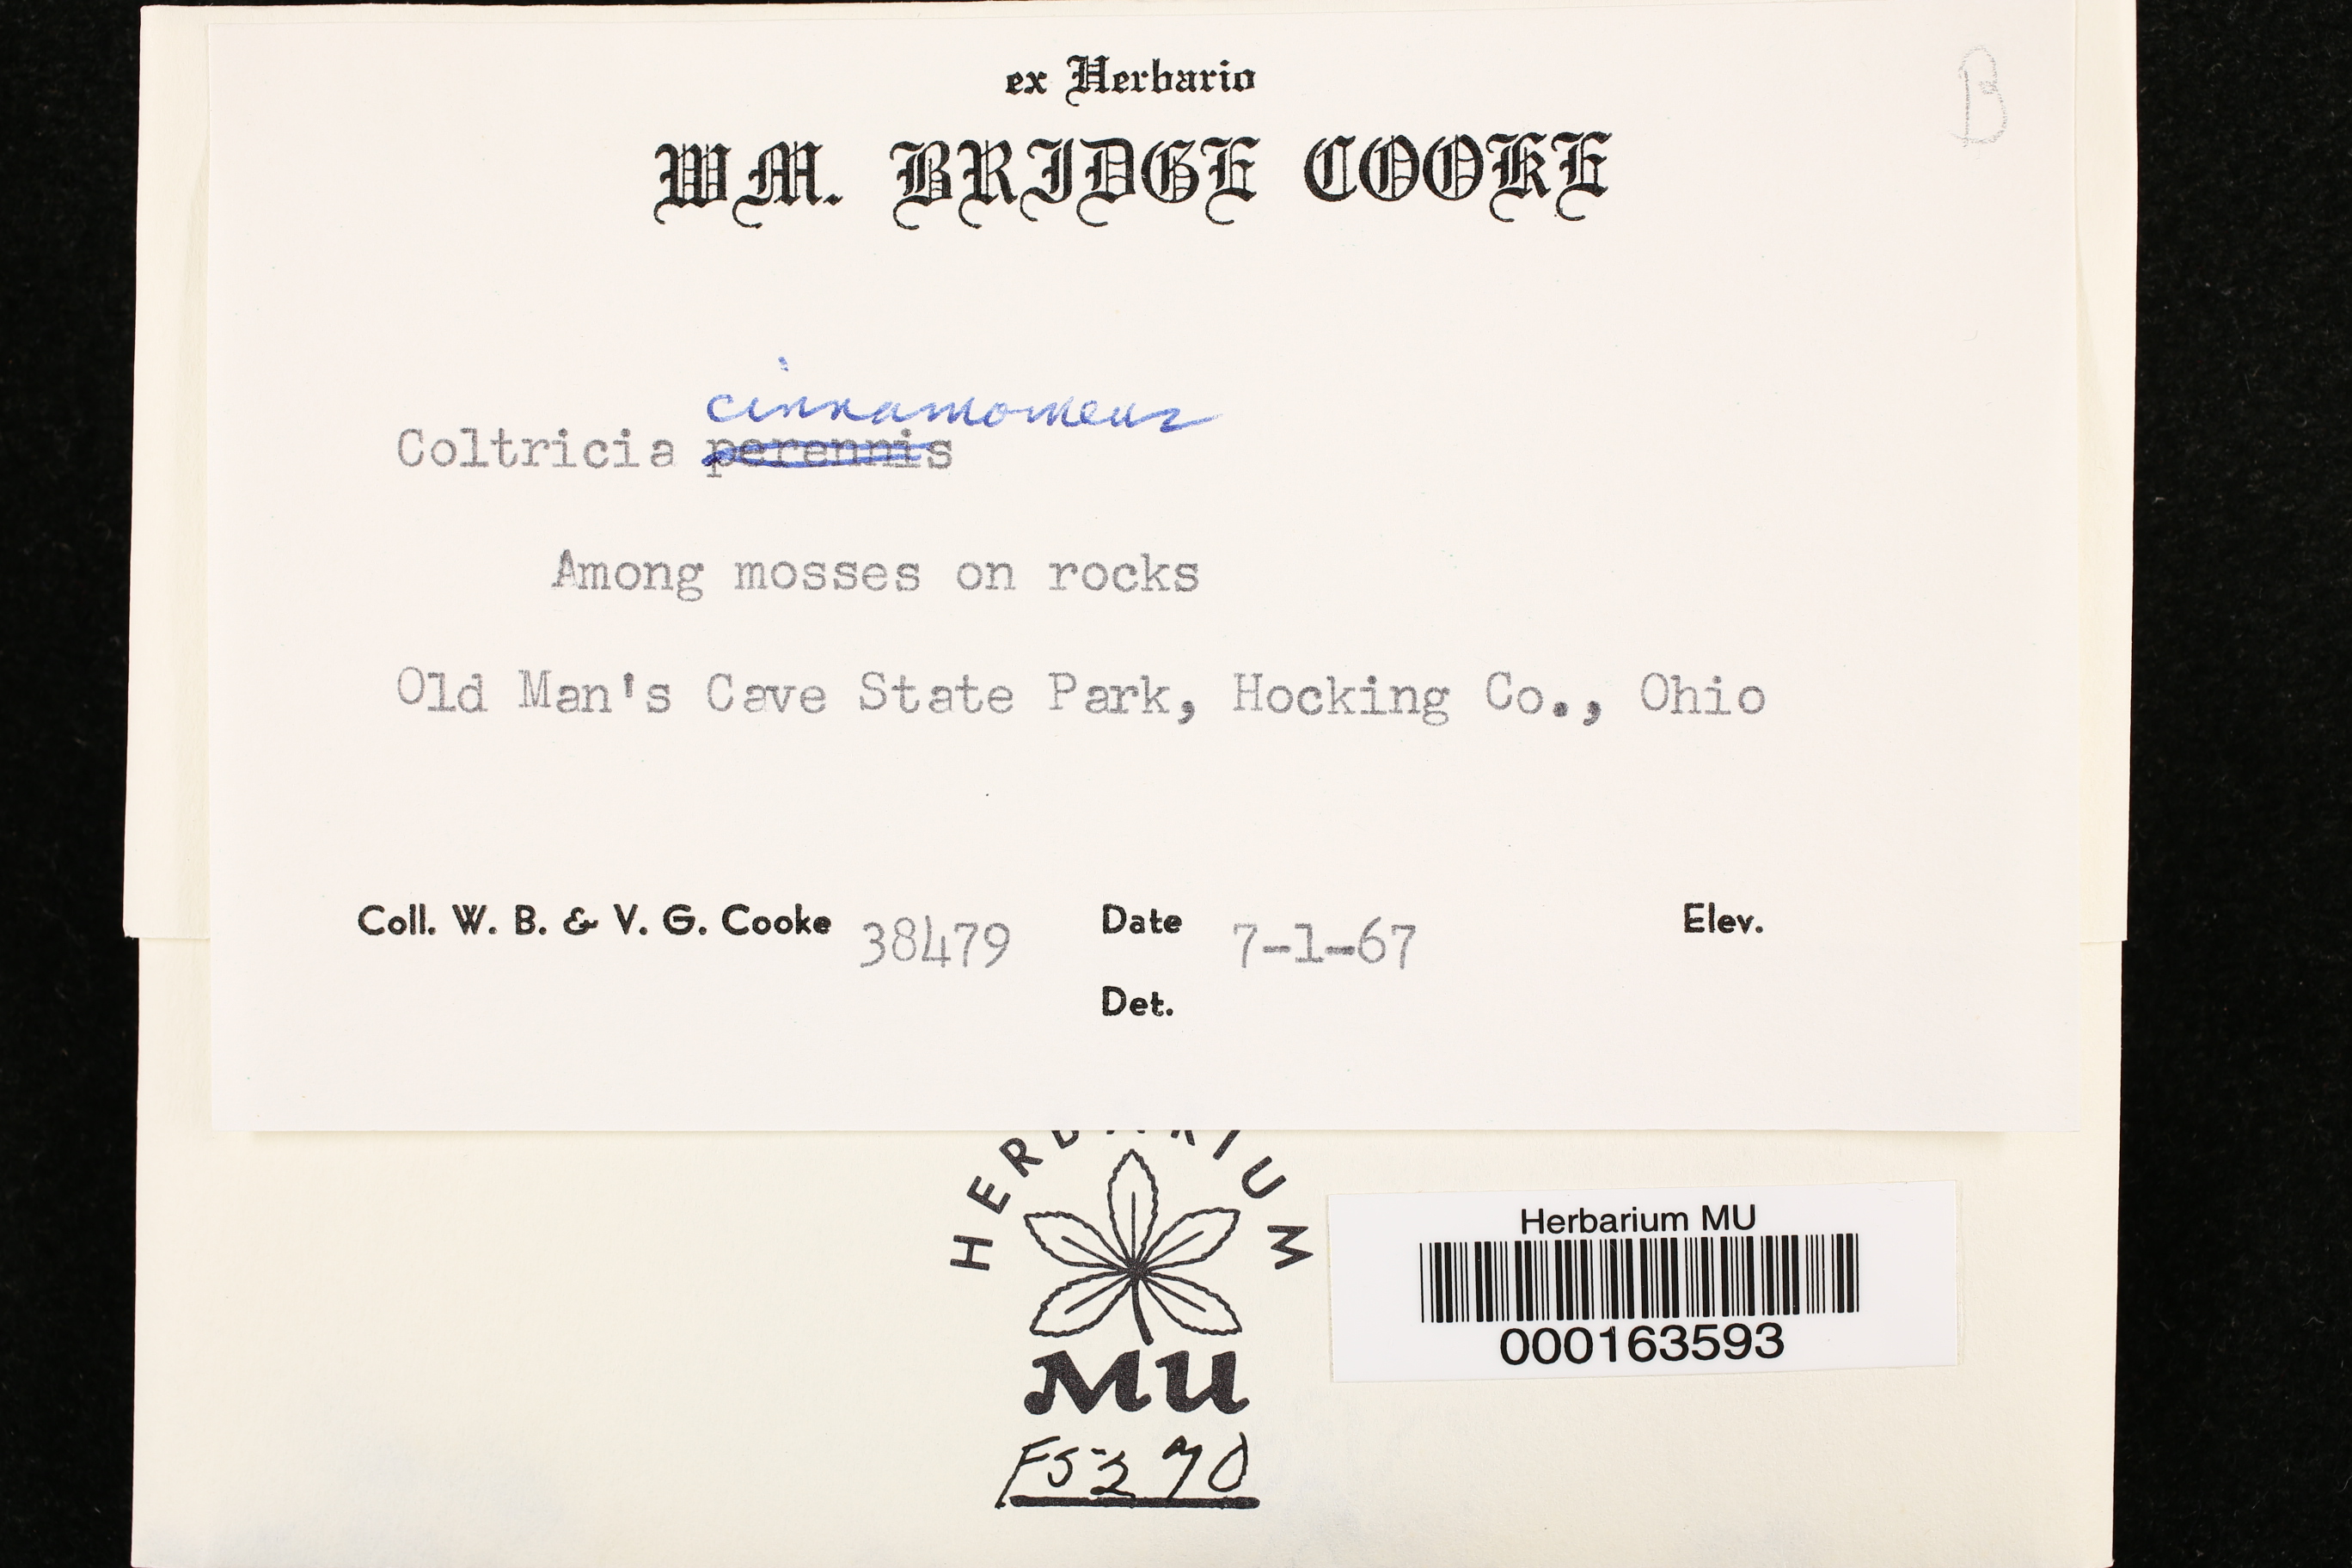 ex Herbario
B
WM. BRIDGE COOKE
cinnamomeus
Coltricia perennis
Among mosses on rocks
Old Man's Cave State Park, Hocking Co., Ohio
Coll. W. B. & V. G. Cooke 38479 Date 7-1-67 Elev.
Det.
HERBARIUM
MU
Herbarium MU
000163593